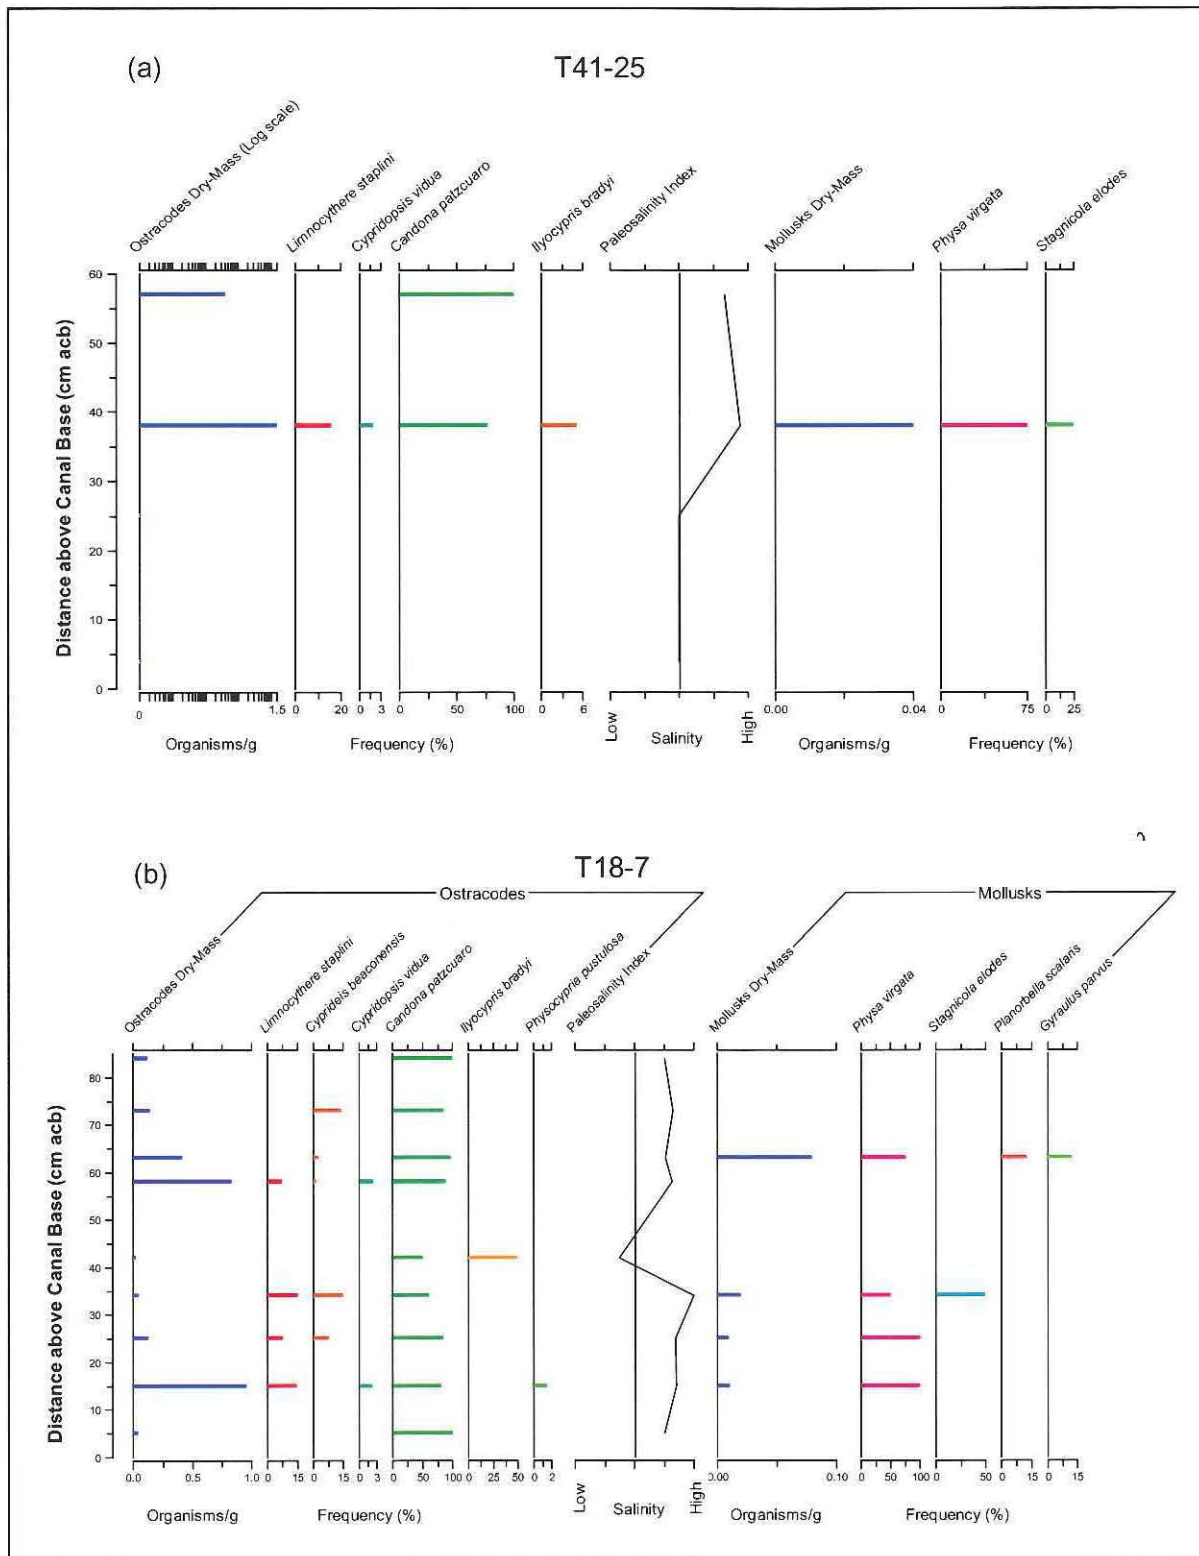 (a)
T41-25
Ostracodes Dry-Mass (Log scale)
Limnocythere staplini
Cypridopsis vidua
Candona patzcuaro
Ilyocypris bradyi
Paleosalinity Index
Mollusks Dry-Mass
Physa virgata
Stagnicola elodes
Distance above Canal Base (cm acb)
60
50
40
30
20
10
0
0 1.5
0 20
0 3
0 50 100
0 6
Low High
0.00 0.04
0 75
0 25
Organisms/g
Frequency (%)
Salinity
Organisms/g
Frequency (%)
(b)
T18-7
Ostracodes
Mollusks
Ostracodes Dry-Mass
Limnocythere staplini
Cyprideis beaconensis
Cypridopsis vidua
Candona patzcuaro
Ilyocypris bradyi
Physocypria pustulosa
Paleosalinity Index
Mollusks Dry-Mass
Physa virgata
Stagnicola elodes
Planorbella scalaris
Gyraulus parvus
Distance above Canal Base (cm acb)
80
70
60
50
40
30
20
10
0
0.0 0.5 1.0
0 15
0 15
0 3
0 50 100
0 25 50
0 2
Low High
0.00 0.10
0 50 100
0 50
0 15
0 15
Organisms/g
Frequency (%)
Salinity
Organisms/g
Frequency (%)